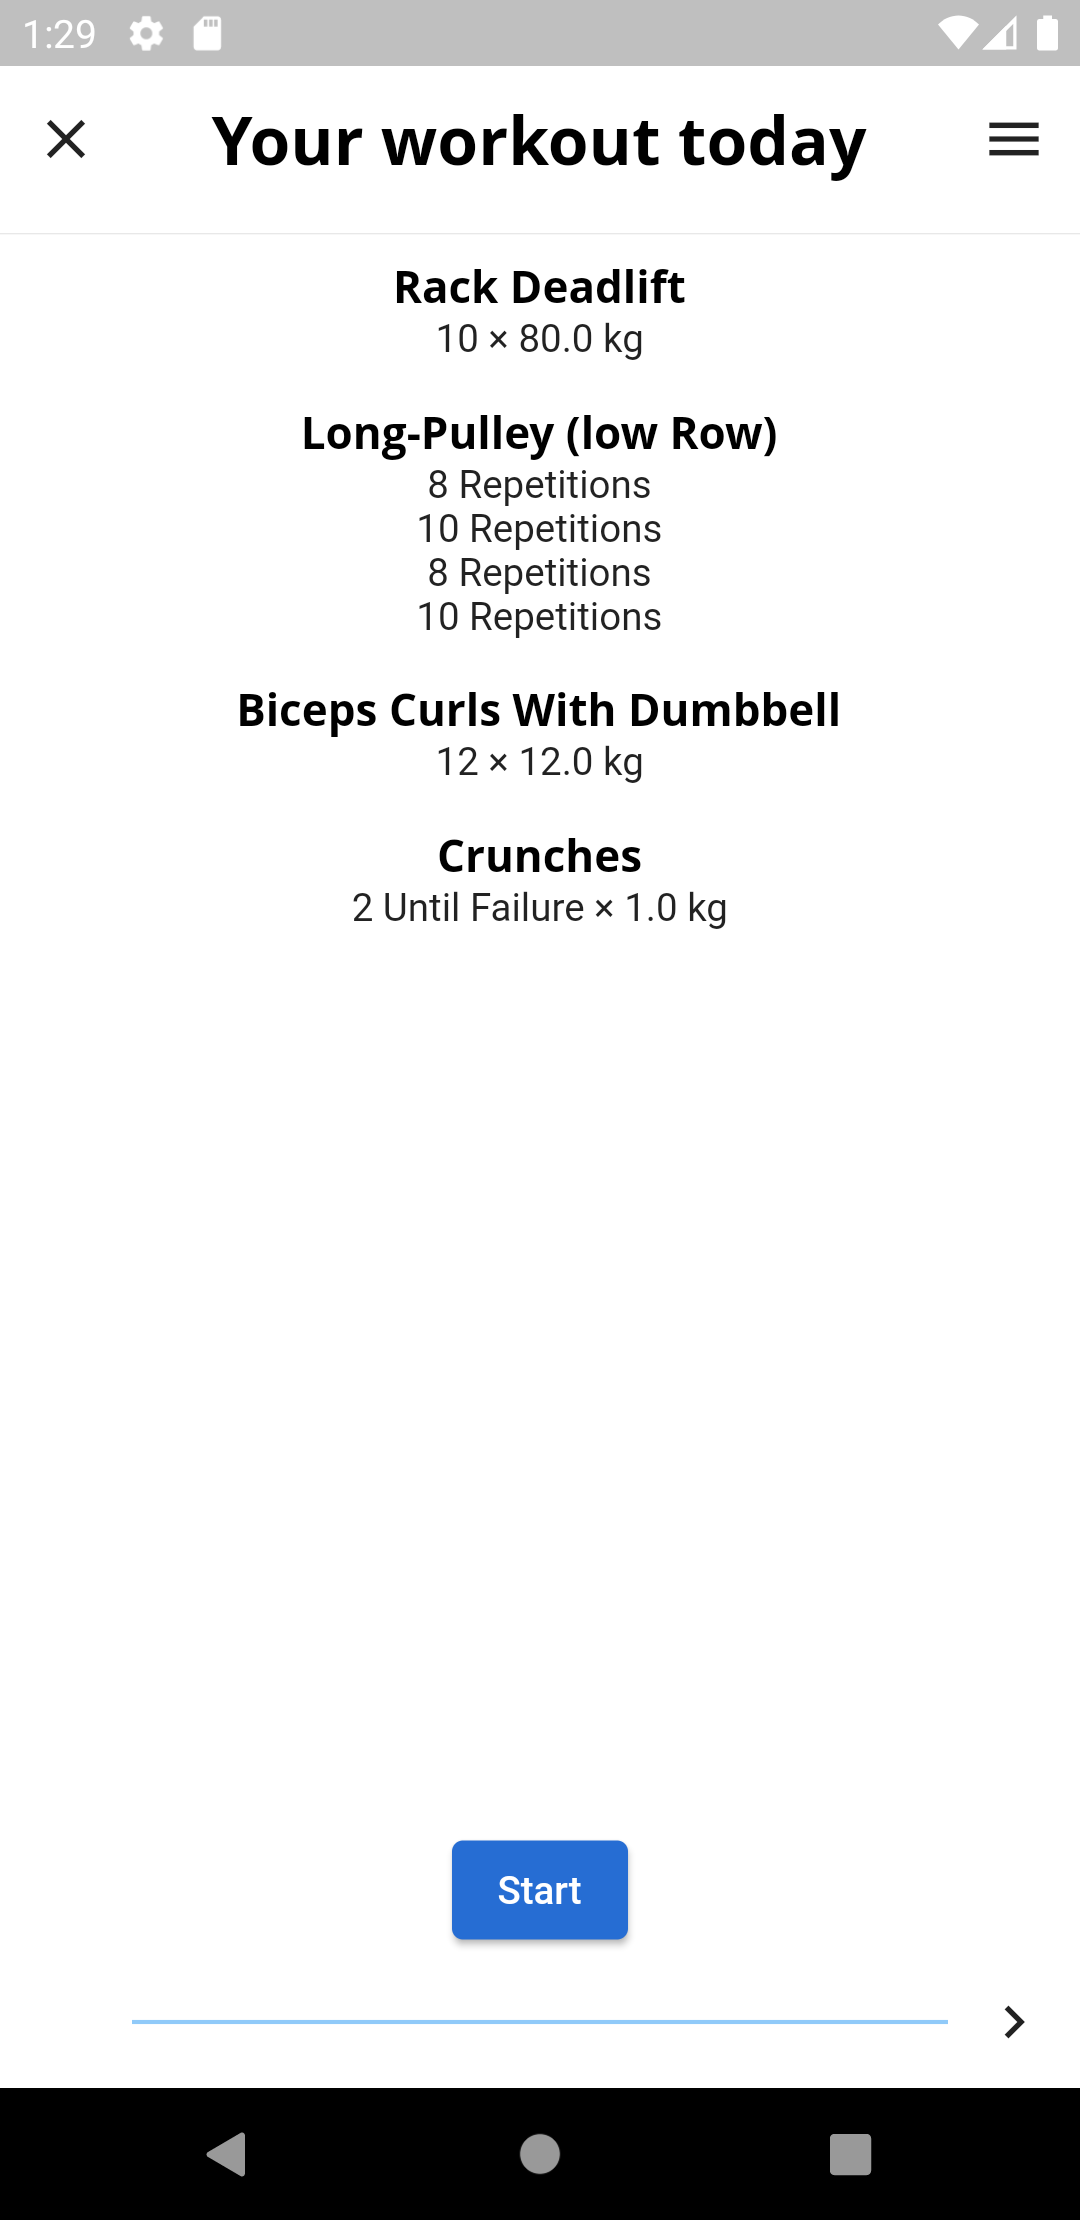 1:29
Your workout today
Rack Deadlift
10 × 80.0 kg
Long-Pulley (low Row)
8 Repetitions
10 Repetitions
8 Repetitions
10 Repetitions
Biceps Curls With Dumbbell
12 × 12.0 kg
Crunches
2 Until Failure × 1.0 kg
Start